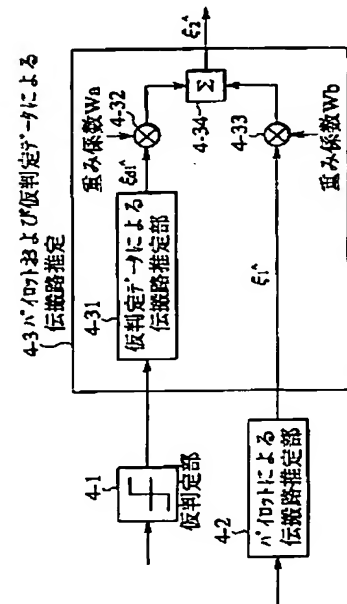 4-3 パイロットおよび仮判定データによる
伝搬路推定
重み係数Wa
4-32
ξd1^
4-31
仮判定データによる
伝搬路推定部
Σ
4-34
ξ2^
4-33
重み係数Wb
ξ1^
4-1
仮判定部
4-2
パイロットによる
伝搬路推定部